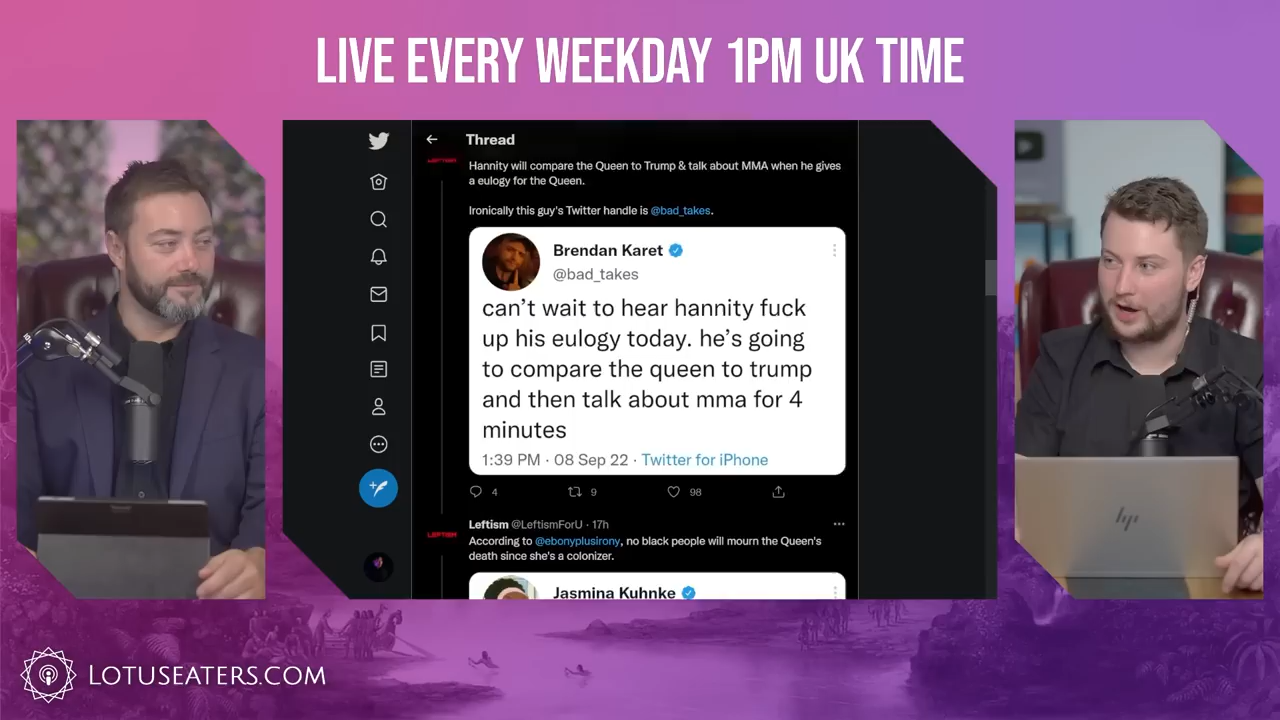 LIVE EVERY WEEKDAY 1PM UK TIME
Thread
LEFTISM
Hannity will compare the Queen to Trump & talk about MMA when he gives
a eulogy for the Queen.
Ironically this guy's Twitter handle is @bad_takes.
Brendan Karet
@bad_takes
can't wait to hear hannity fuck
up his eulogy today. he's going
to compare the queen to trump
and then talk about mma for 4
minutes
1:39 PM · 08 Sep 22 · Twitter for iPhone
4 9 98
Leftism @LeftismForU · 17h
LEFTISM
According to @ebonyplusirony, no black people will mourn the Queen's
death since she's a colonizer.
Jasmina Kuhnke
hp
LOTUSEATERS.COM